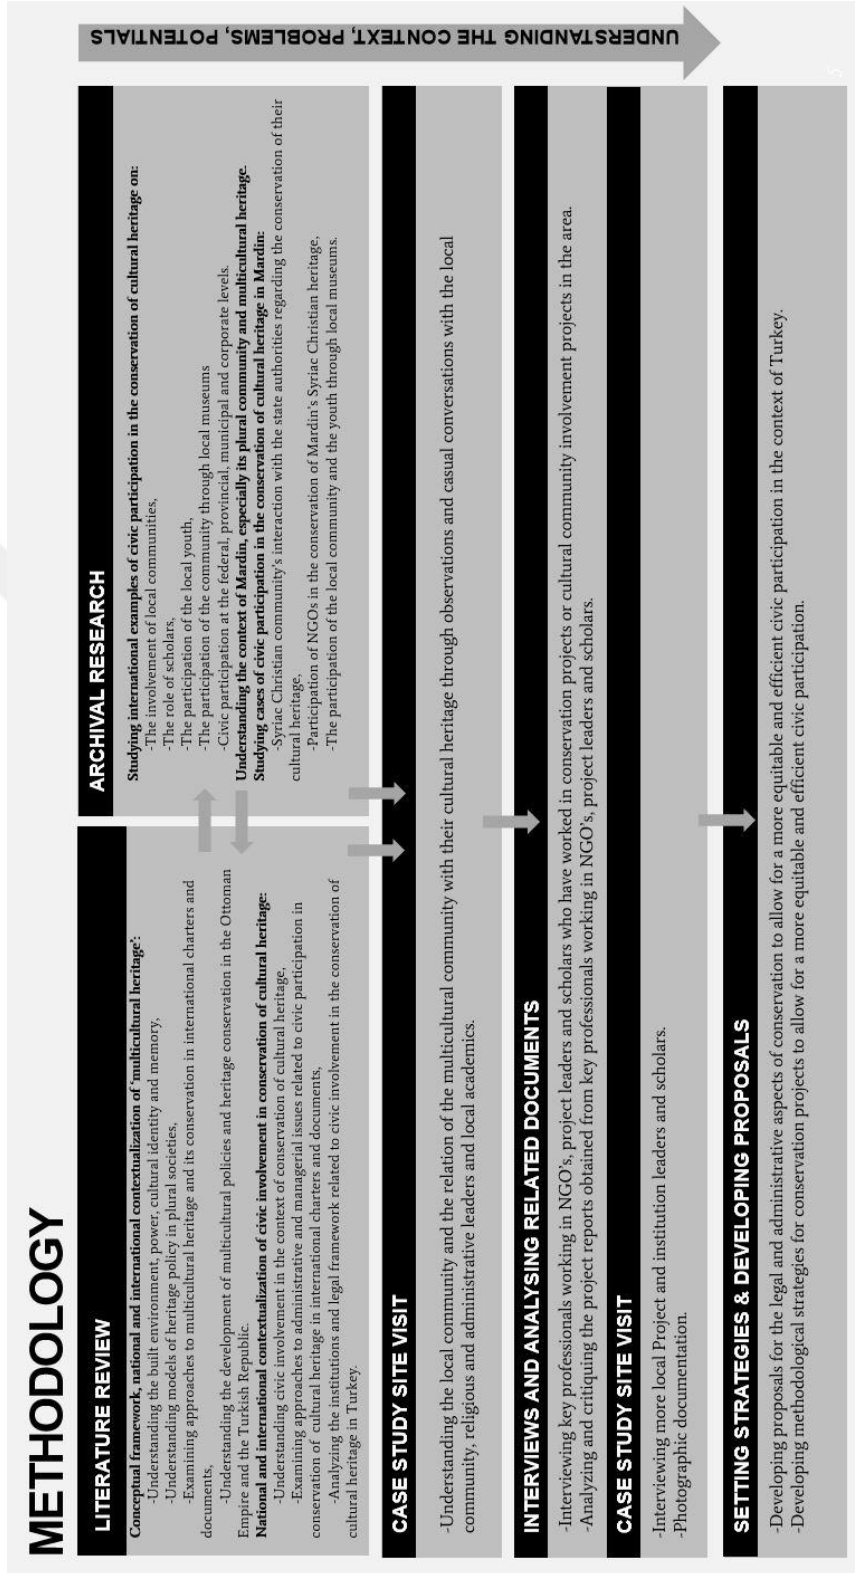 METHODOLOGY
LITERATURE REVIEW
Conceptual framework, national and international contextualization of 'multicultural heritage':
-Understanding the built environment, power, cultural identity and memory,
-Understanding models of heritage policy in plural societies,
-Examining approaches to multicultural heritage and its conservation in international charters and
documents,
-Understanding the development of multicultural policies and heritage conservation in the Ottoman
Empire and the Turkish Republic.
National and international contextualization of civic involvement in conservation of cultural heritage:
-Understanding civic involvement in the context of conservation of cultural heritage,
-Examining approaches to administrative and managerial issues related to civic participation in
conservation of cultural heritage in international charters and documents,
-Analyzing the institutions and legal framework related to civic involvement in the conservation of
cultural heritage in Turkey.
ARCHIVAL RESEARCH
Studying international examples of civic participation in the conservation of cultural heritage on:
-The involvement of local communities,
-The role of scholars,
-The participation of the local youth,
-The participation of the community through local museums
-Civic participation at the federal, provincial, municipal and corporate levels.
Understanding the context of Mardin, especially its plural community and multicultural heritage.
Studying cases of civic participation in the conservation of cultural heritage in Mardin:
-Syriac Christian community's interaction with the state authorities regarding the conservation of their
cultural heritage,
-Participation of NGOs in the conservation of Mardin's Syriac Christian heritage,
-The participation of the local community and the youth through local museums.
CASE STUDY SITE VISIT
-Understanding the local community and the relation of the multicultural community with their cultural heritage through observations and casual conversations with the local
community, religious and administrative leaders and local academics.
INTERVIEWS AND ANALYSING RELATED DOCUMENTS
-Interviewing key professionals working in NGO's, project leaders and scholars who have worked in conservation projects or cultural community involvement projects in the area.
-Analyzing and critiquing the project reports obtained from key professionals working in NGO's, project leaders and scholars.
CASE STUDY SITE VISIT
-Interviewing more local Project and institution leaders and scholars.
-Photographic documentation.
SETTING STRATEGIES & DEVELOPING PROPOSALS
-Developing proposals for the legal and administrative aspects of conservation to allow for a more equitable and efficient civic participation in the context of Turkey.
-Developing methodological strategies for conservation projects to allow for a more equitable and efficient civic participation.
UNDERSTANDING THE CONTEXT, PROBLEMS, POTENTIALS
5